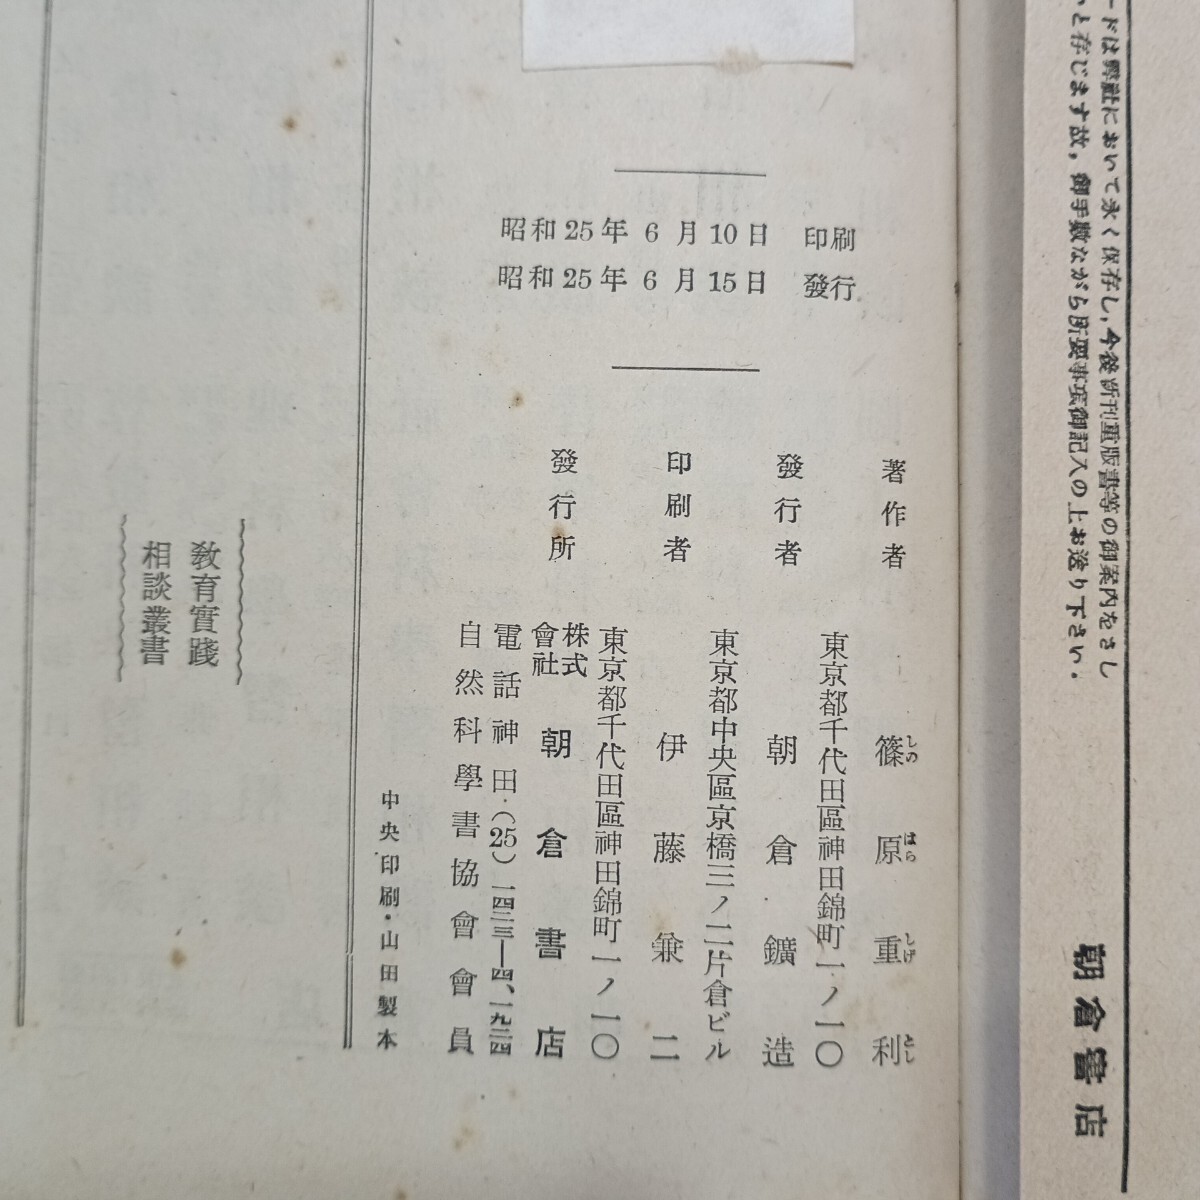 ードは弊社において永く保存し，今後新刊重版書等の御案内をさし
いと存じます故，御手数ながら所要事項御記入の上お送り下さい．
朝倉書店
昭和25年 6 月10日 印刷
昭和25年 6 月15日 發行
著作者 篠原重利
しの はら しげ とし
東京都千代田區神田錦町一ノ一〇
發行者 朝倉鑛造
東京都中央區京橋三ノ二片倉ビル
印刷者 伊藤兼二
東京都千代田區神田錦町一ノ一〇
發行所 株式會社 朝倉書店
電話神田(25)一四二三―四、一九二四
自然科學書協會會員
中央印刷・山田製本
教育實踐
相談叢書